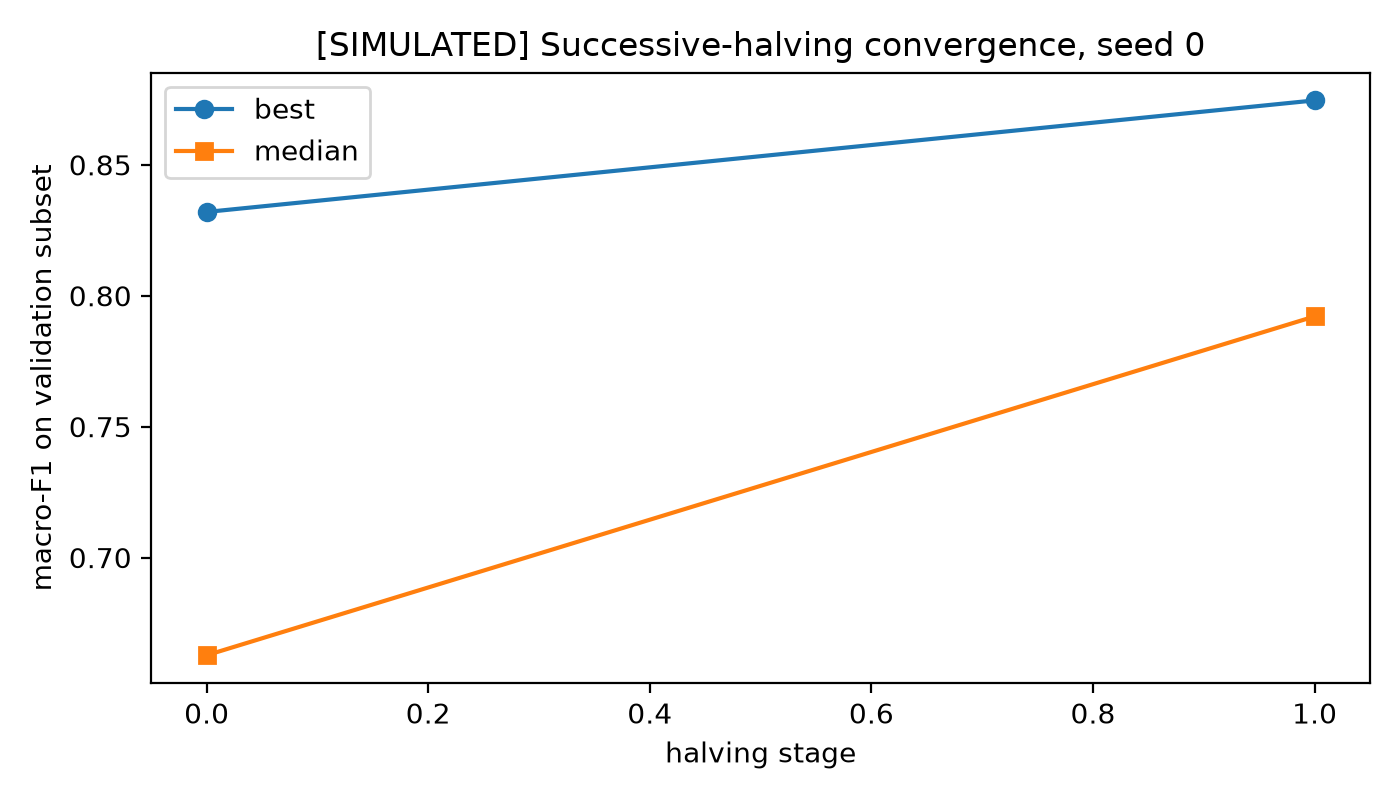 [SIMULATED] Successive-halving convergence, seed 0
best
median
macro-F1 on validation subset
0.85
0.80
0.75
0.70
0.0 0.2 0.4 0.6 0.8 1.0
halving stage